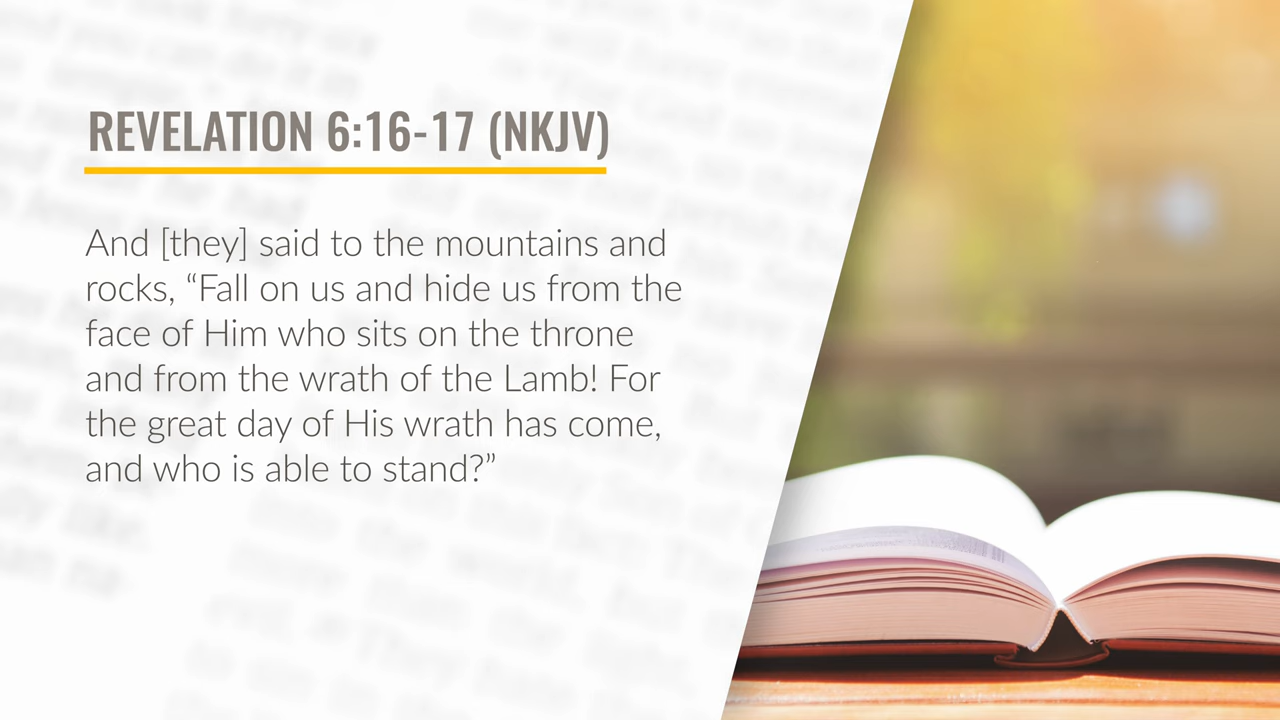 REVELATION 6:16-17 (NKJV)
And [they] said to the mountains and
rocks, “Fall on us and hide us from the
face of Him who sits on the throne
and from the wrath of the Lamb! For
the great day of His wrath has come,
and who is able to stand?”